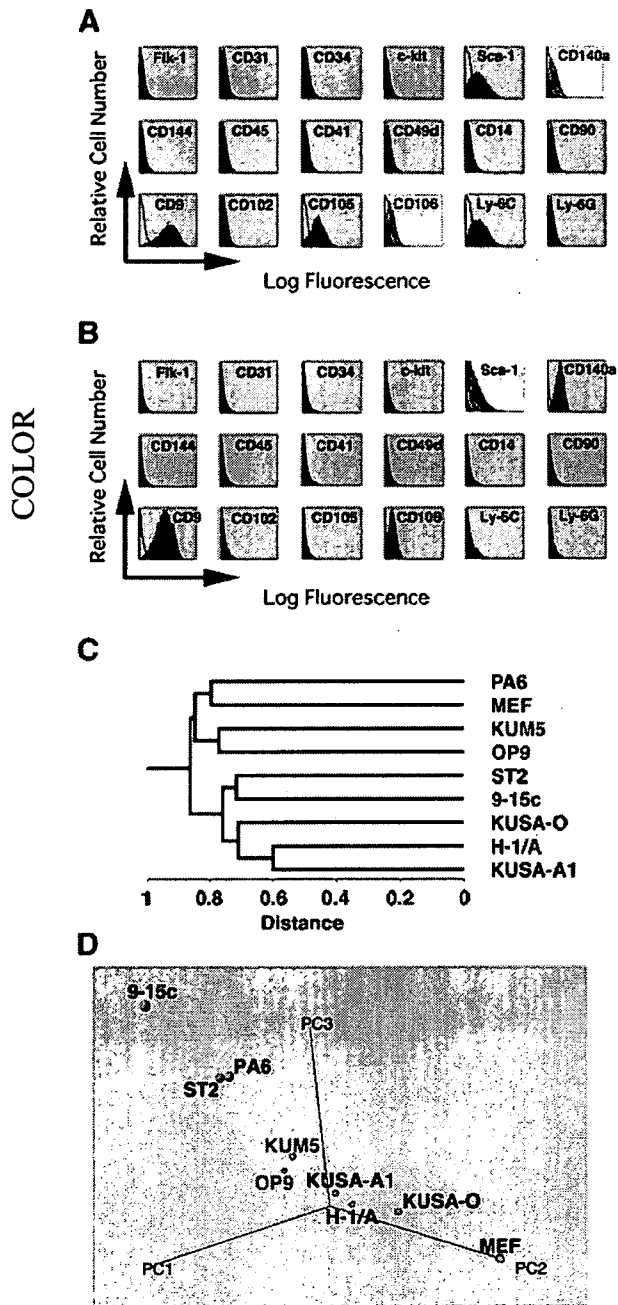 A
Flk-1 CD31 CD34 c-kit Sca-1 CD140a
CD144 CD45 CD41 CD49d CD14 CD90
CD9 CD102 CD105 CD106 Ly-6C Ly-6G
Relative Cell Number
Log Fluorescence
B
Flk-1 CD31 CD34 c-kit Sca-1 CD140a
CD144 CD45 CD41 CD49d CD14 CD90
CD9 CD102 CD105 CD106 Ly-6C Ly-6G
Relative Cell Number
Log Fluorescence
COLOR
C
PA6
MEF
KUM5
OP9
ST2
9-15c
KUSA-O
H-1/A
KUSA-A1
1 0.8 0.6 0.4 0.2 0
Distance
D
9-15c
PC3
PA6
ST2
KUM5
OP9
KUSA-A1
KUSA-O
H-1/A
MEF
PC1
PC2